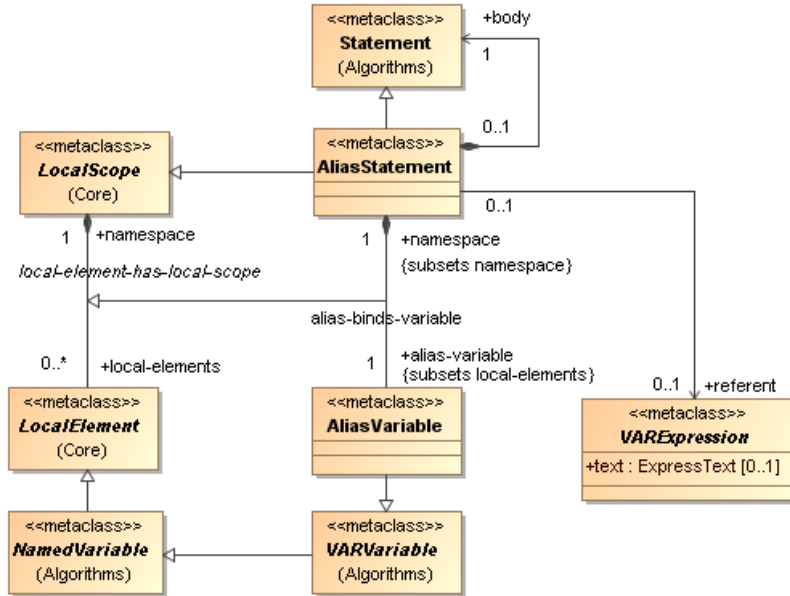 <<metaclass>>
Statement
(Algorithms)
+body
1
0..1
<<metaclass>>
LocalScope
(Core)
<<metaclass>>
AliasStatement
0..1
1
+namespace
local-element-has-local-scope
1
+namespace
{subsets namespace}
alias-binds-variable
0..*
+local-elements
1
+alias-variable
{subsets local-elements}
0..1
+referent
<<metaclass>>
LocalElement
(Core)
<<metaclass>>
AliasVariable
<<metaclass>>
VARExpression
+text : ExpressText [0..1]
<<metaclass>>
NamedVariable
(Algorithms)
<<metaclass>>
VARVariable
(Algorithms)